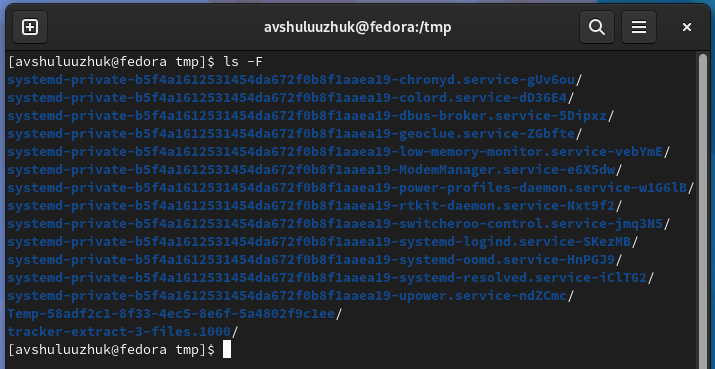 avshuluuzhuk@fedora:/tmp
[avshuluuzhuk@fedora tmp]$ ls -F
systemd-private-b5f4a1612531454da672f0b8f1aaea19-chronyd.service-gUv6ou/
systemd-private-b5f4a1612531454da672f0b8f1aaea19-colord.service-dD36E4/
systemd-private-b5f4a1612531454da672f0b8f1aaea19-dbus-broker.service-5Dipxz/
systemd-private-b5f4a1612531454da672f0b8f1aaea19-geoclue.service-ZGbfte/
systemd-private-b5f4a1612531454da672f0b8f1aaea19-low-memory-monitor.service-vebYmE/
systemd-private-b5f4a1612531454da672f0b8f1aaea19-ModemManager.service-eGX5dw/
systemd-private-b5f4a1612531454da672f0b8f1aaea19-power-profiles-daemon.service-w1GGlB/
systemd-private-b5f4a1612531454da672f0b8f1aaea19-rtkit-daemon.service-Nxt9f2/
systemd-private-b5f4a1612531454da672f0b8f1aaea19-switcheroo-control.service-jmq3N5/
systemd-private-b5f4a1612531454da672f0b8f1aaea19-systemd-logind.service-SKezMB/
systemd-private-b5f4a1612531454da672f0b8f1aaea19-systemd-oomd.service-HnPGJ9/
systemd-private-b5f4a1612531454da672f0b8f1aaea19-systemd-resolved.service-iClT62/
systemd-private-b5f4a1612531454da672f0b8f1aaea19-upower.service-ndZCmc/
Temp-58adf2c1-8f33-4ec5-8e6f-5a4802f9c1ee/
tracker-extract-3-files.1000/
[avshuluuzhuk@fedora tmp]$